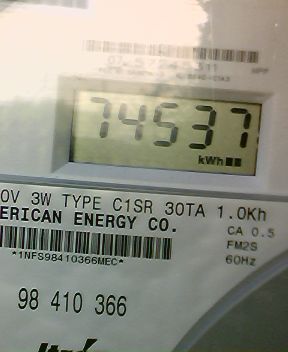 74537
kWh
0V 3W TYPE C1SR 30TA 1.0Kh
ERICAN ENERGY CO.
CA 0.5
FM2S
60Hz
*1NFS98410366MEC*
98 410 366